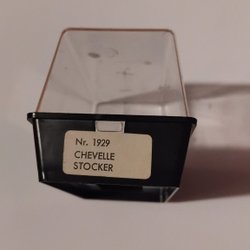 Nr. 1929
CHEVELLE
STOCKER